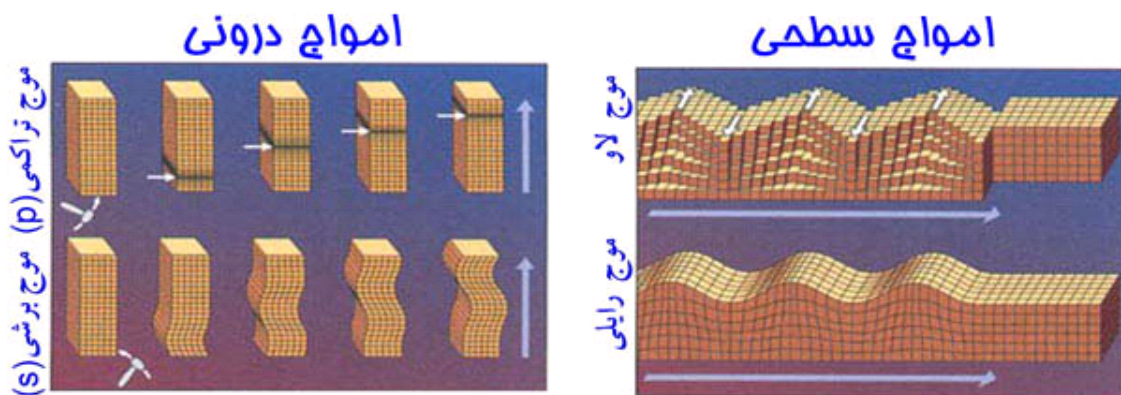 امواج درونی
موج تراکمی (p)
موج برشی (s)
امواج سطحی
موج لاو
موج رایلی